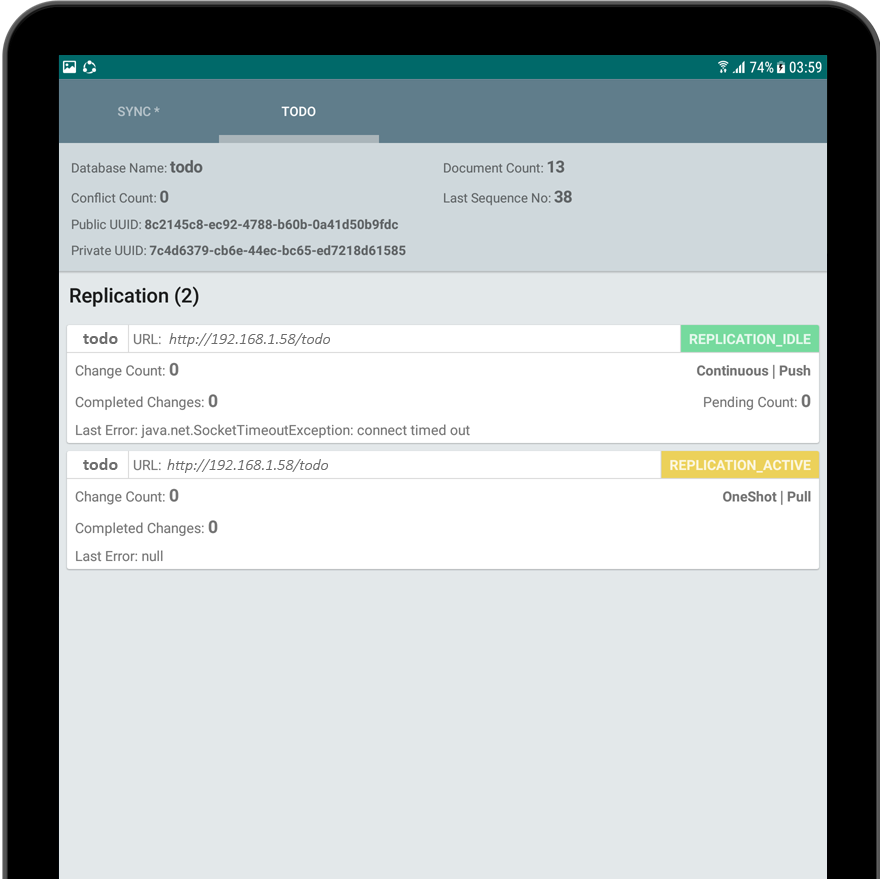 74% 03:59
SYNC * TODO
Database Name: todo Document Count: 13
Conflict Count: 0 Last Sequence No: 38
Public UUID: 8c2145c8-ec92-4788-b60b-0a41d50b9fdc
Private UUID: 7c4d6379-cb6e-44ec-bc65-ed7218d61585
Replication (2)
todo URL: http://192.168.1.58/todo REPLICATION_IDLE
Change Count: 0 Continuous | Push
Completed Changes: 0 Pending Count: 0
Last Error: java.net.SocketTimeoutException: connect timed out
todo URL: http://192.168.1.58/todo REPLICATION_ACTIVE
Change Count: 0 OneShot | Pull
Completed Changes: 0
Last Error: null